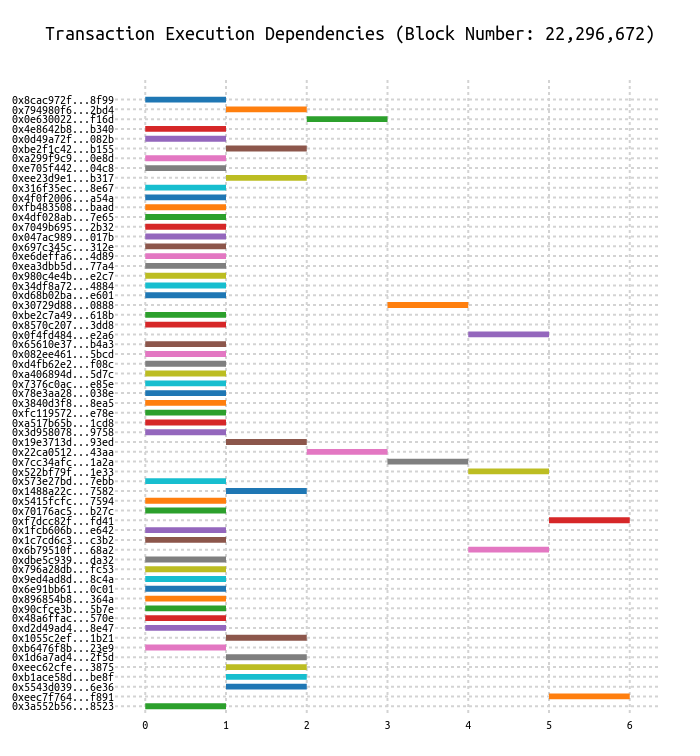 Transaction Execution Dependencies (Block Number: 22,296,672)
0x8cac972f...8f99
0x794980f6...2bd4
0x0e630022...f16d
0x4e8642b8...b340
0x0d49a72f...082b
0xbe2f1c42...b155
0xa299f9c9...0e8d
0xe705f442...04c8
0xee23d9e1...b317
0x316f35ec...8e67
0x4f0f2006...a54a
0xfb483508...baad
0x4df028ab...7e65
0x7049b695...2b32
0x047ac989...017b
0x697c345c...312e
0xe6deffa6...4d89
0xea3dbb5d...77a4
0x980c4e4b...e2c7
0x34df8a72...4884
0xd68b02ba...e601
0x30729d88...0888
0xbe2c7a49...618b
0x8570c207...3dd8
0x0f4fd484...e2a6
0x65610e37...b4a3
0x082ee461...5bcd
0xd4fb62e2...f08c
0xa406894d...5d7c
0x7376c0ac...e85e
0x78e3aa28...038e
0x3840d3f8...8ea5
0xfc119572...e78e
0xa517b65b...1cd8
0x3d958078...9758
0x19e3713d...93ed
0x22ca0512...43aa
0x7cc34afc...1a2a
0x522bf79f...1e33
0x573e27bd...7ebb
0x1488a22c...7582
0x5415fcfc...7594
0x70176ac5...b27c
0xf7dcc82f...fd41
0x1fcb606b...e642
0x1c7cd6c3...c3b2
0x6b79510f...68a2
0xdbe5c939...da32
0x796a28db...fc53
0x9ed4ad8d...8c4a
0x6e91bb61...0c01
0x896854b8...364a
0x90cfce3b...5b7e
0x48a6ffac...570e
0xd2d49ad4...8e47
0x1055c2ef...1b21
0xb6476f8b...23e9
0x1d6a7ad4...2f5d
0xeec62cfe...3875
0xb1ace58d...be8f
0x5543d039...6e36
0xeec7f764...f891
0x3a552b56...8523
0 1 2 3 4 5 6